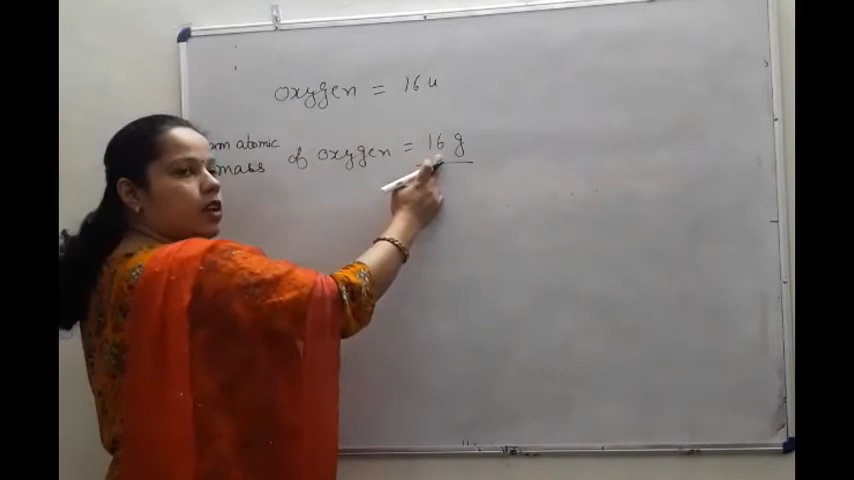 oxygen = 16 u
atomic
mass of oxygen = 16 g